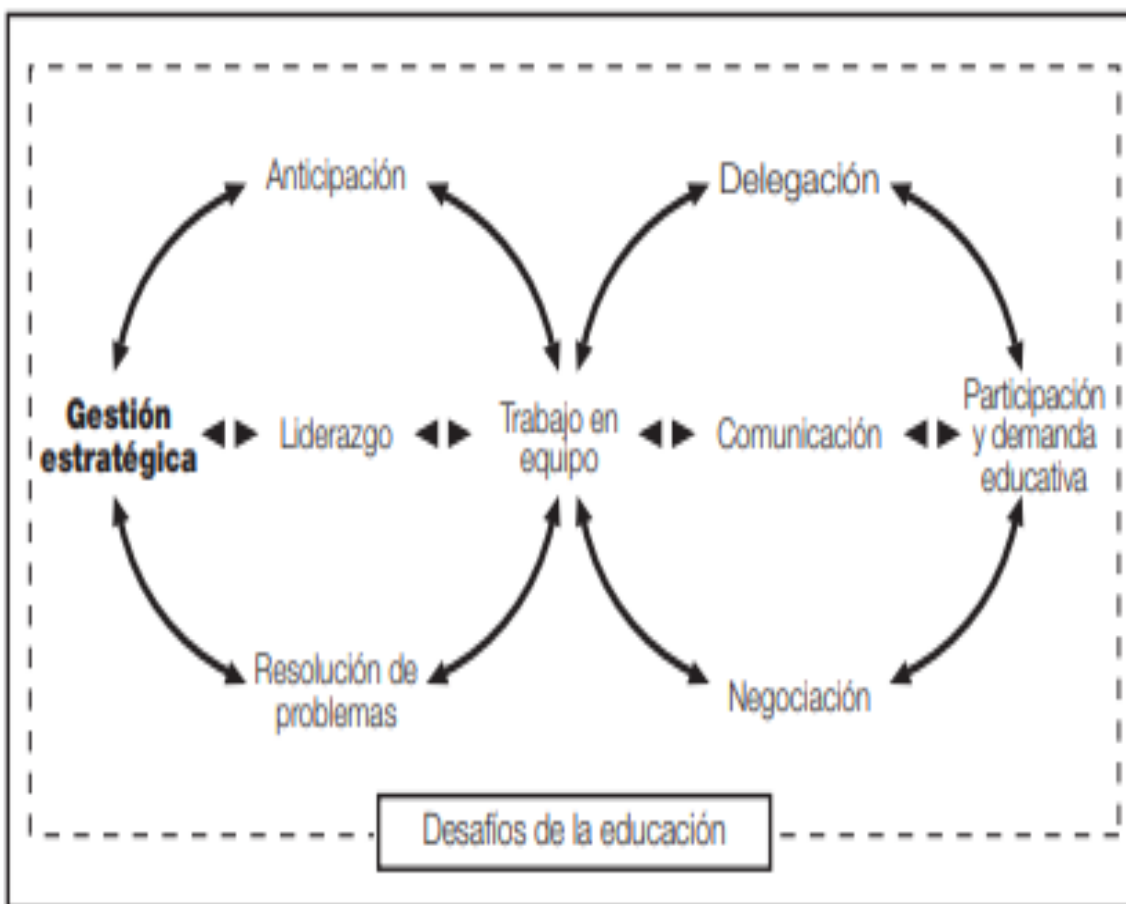 Anticipación
Delegación
Gestión
estratégica
Liderazgo
Trabajo en
equipo
Comunicación
Participación
y demanda
educativa
Resolución de
problemas
Negociación
Desafíos de la educación